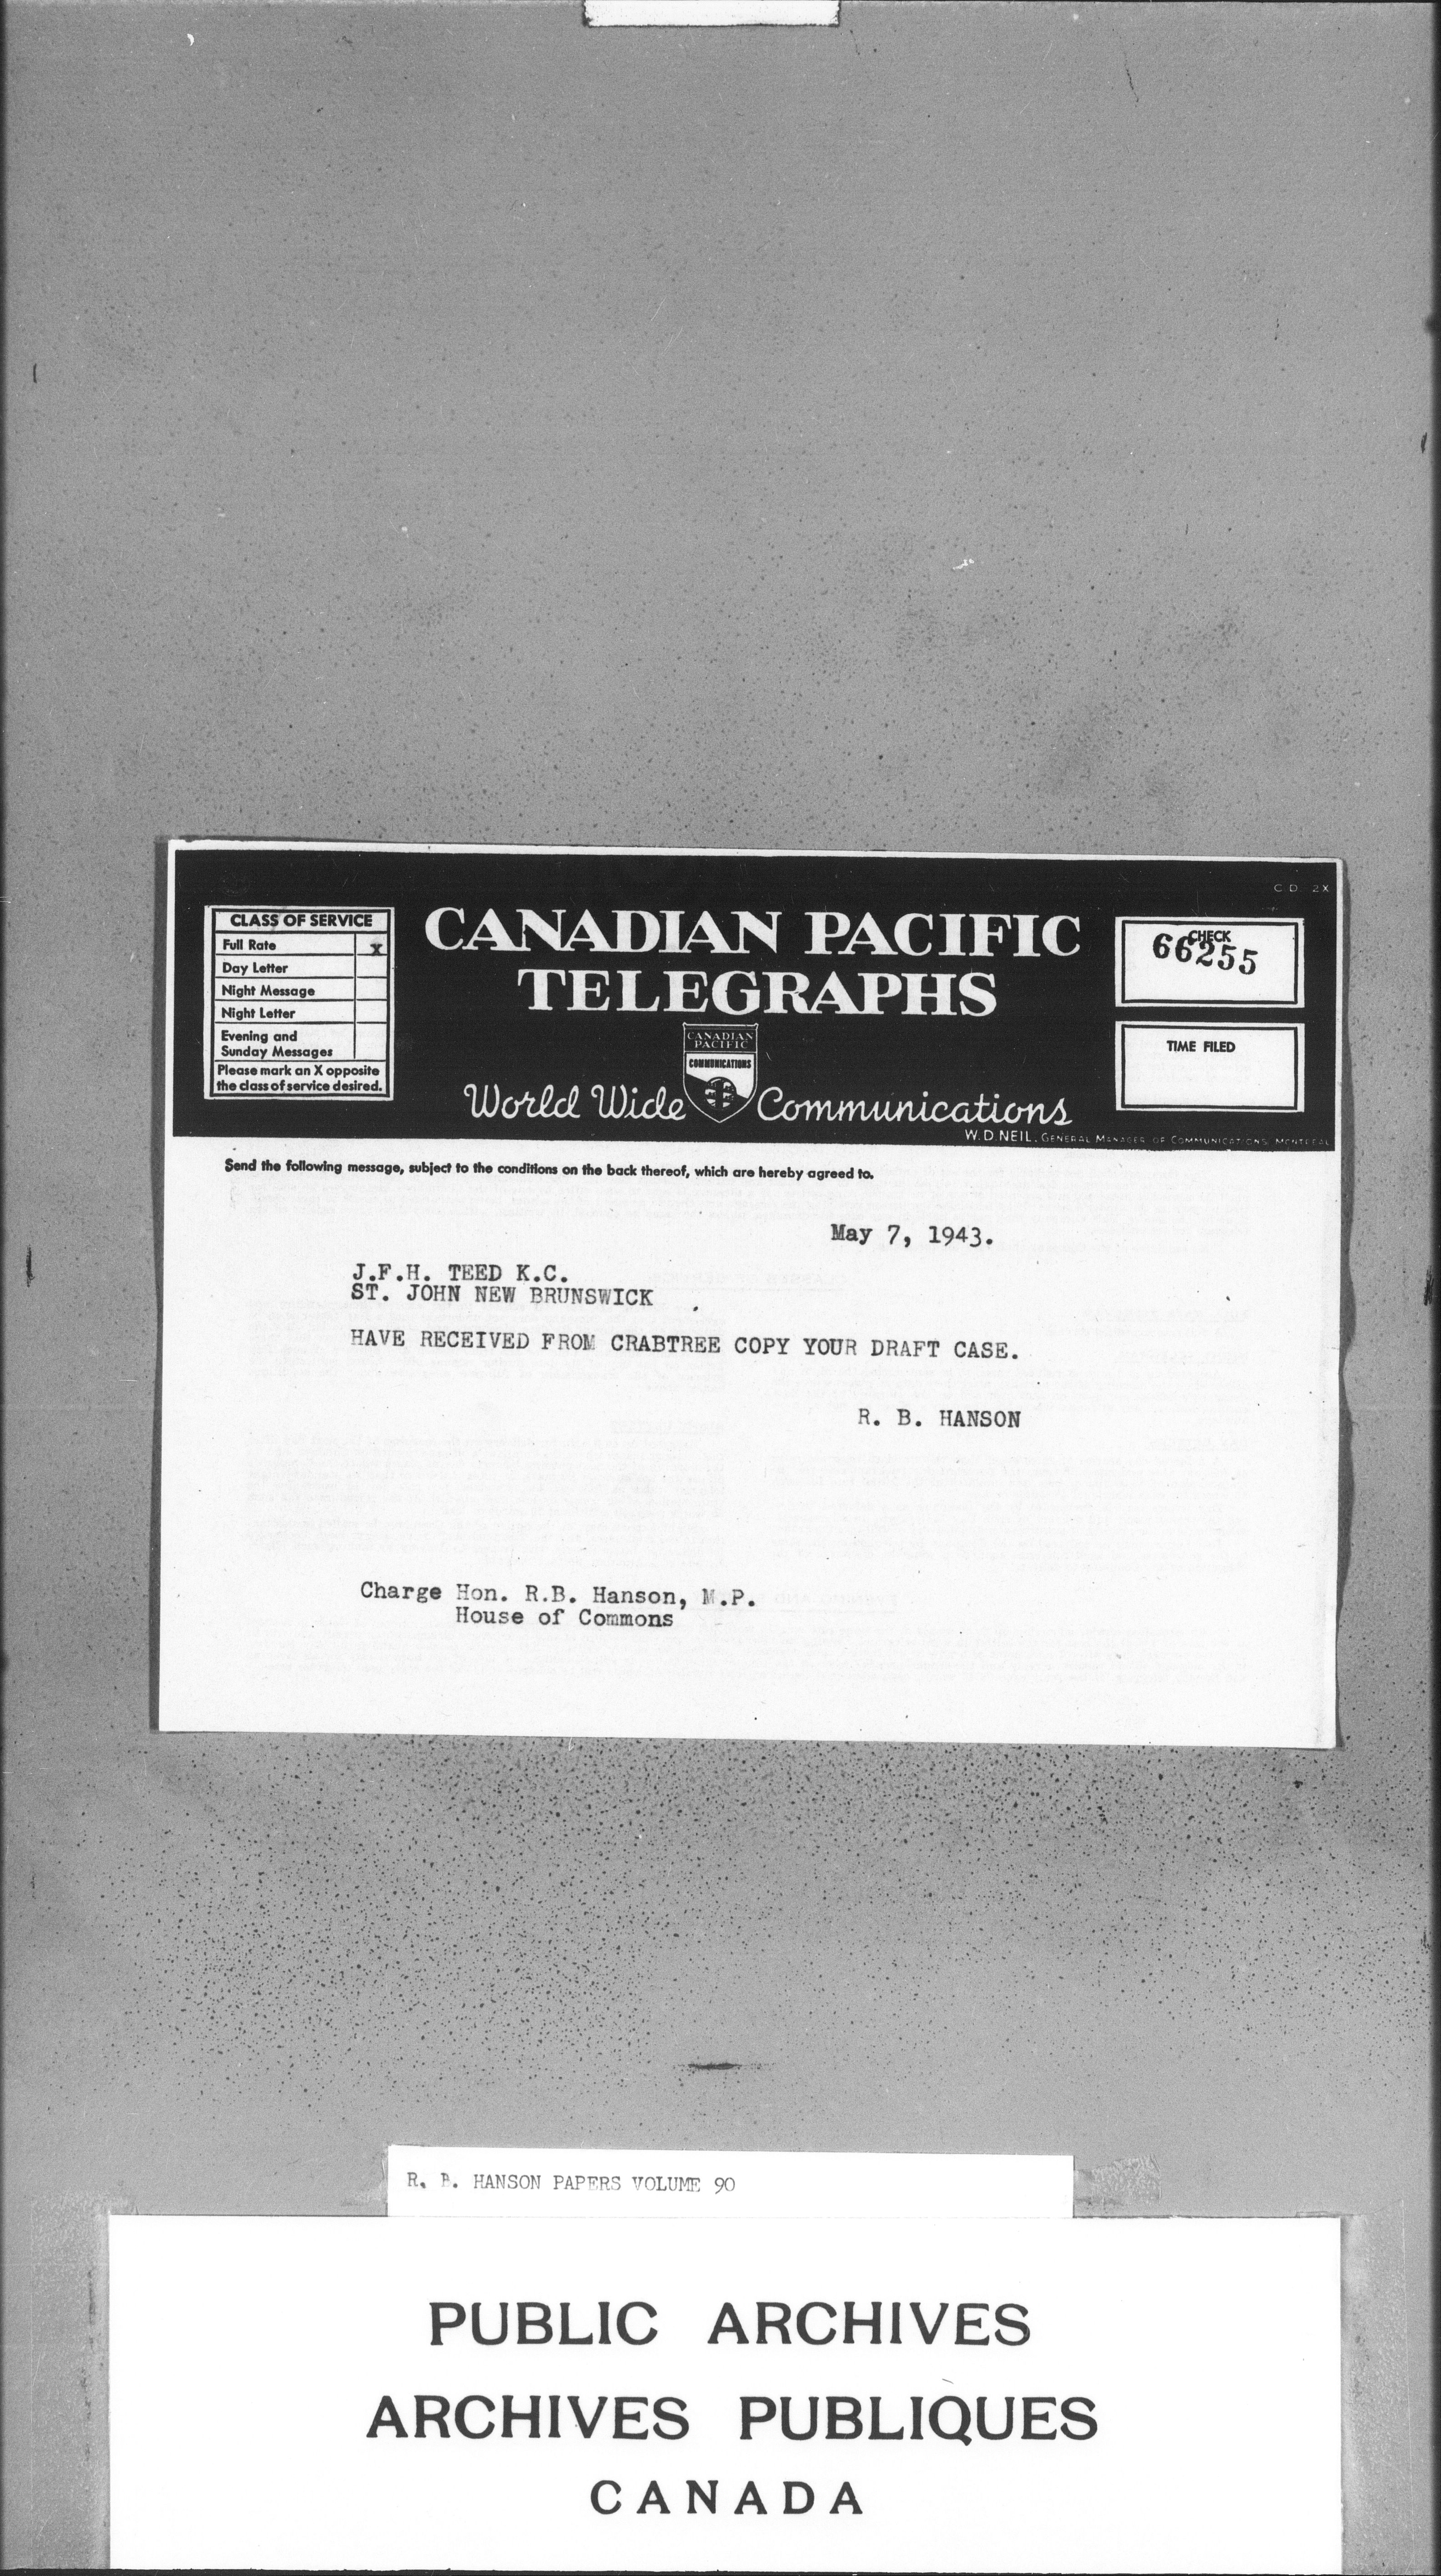 C D 2X
CLASS OF SERVICE
Full Rate X
Day Letter
Night Message
Night Letter
Evening and
Sunday Messages
Please mark an X opposite
the class of service desired.
CANADIAN PACIFIC
TELEGRAPHS
CANADIAN
PACIFIC
COMMUNICATIONS
World Wide Communications
CHECK
66255
TIME FILED
W. D. NEIL, GENERAL MANAGER OF COMMUNICATIONS, MONTREAL
Send the following message, subject to the conditions on the back thereof, which are hereby agreed to.
May 7, 1943.
J.F.H. TEED K.C.
ST. JOHN NEW BRUNSWICK
HAVE RECEIVED FROM CRABTREE COPY YOUR DRAFT CASE.
R. B. HANSON
Charge Hon. R.B. Hanson, M.P.
House of Commons
R. B. HANSON PAPERS VOLUME 90
PUBLIC ARCHIVES
ARCHIVES PUBLIQUES
CANADA